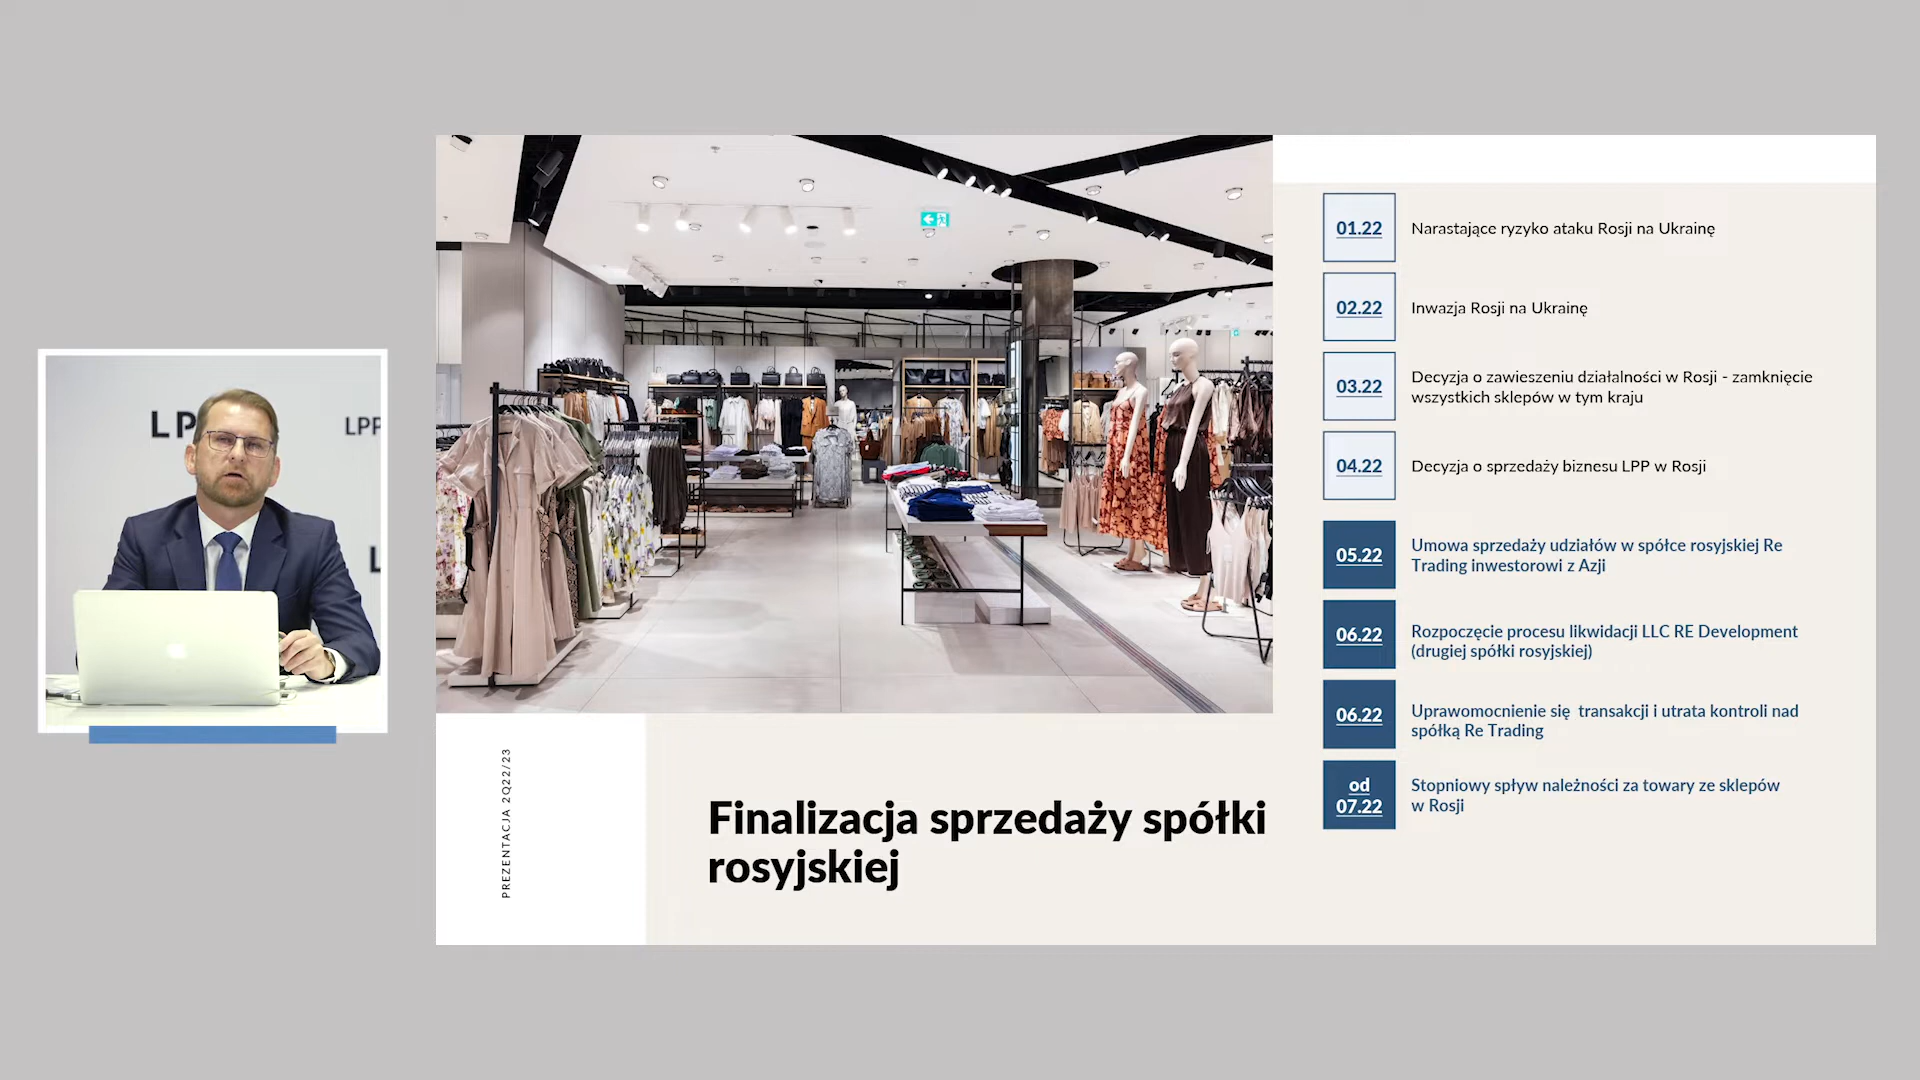 LP
LPP
L
01.22
Narastające ryzyko ataku Rosji na Ukrainę
02.22
Inwazja Rosji na Ukrainę
03.22
Decyzja o zawieszeniu działalności w Rosji - zamknięcie
wszystkich sklepów w tym kraju
04.22
Decyzja o sprzedaży biznesu LPP w Rosji
05.22
Umowa sprzedaży udziałów w spółce rosyjskiej Re
Trading inwestorowi z Azji
06.22
Rozpoczęcie procesu likwidacji LLC RE Development
(drugiej spółki rosyjskiej)
06.22
Uprawomocnienie się transakcji i utrata kontroli nad
spółką Re Trading
od
07.22
Stopniowy spływ należności za towary ze sklepów
w Rosji
PREZENTACJA 2Q22/23
Finalizacja sprzedaży spółki
rosyjskiej